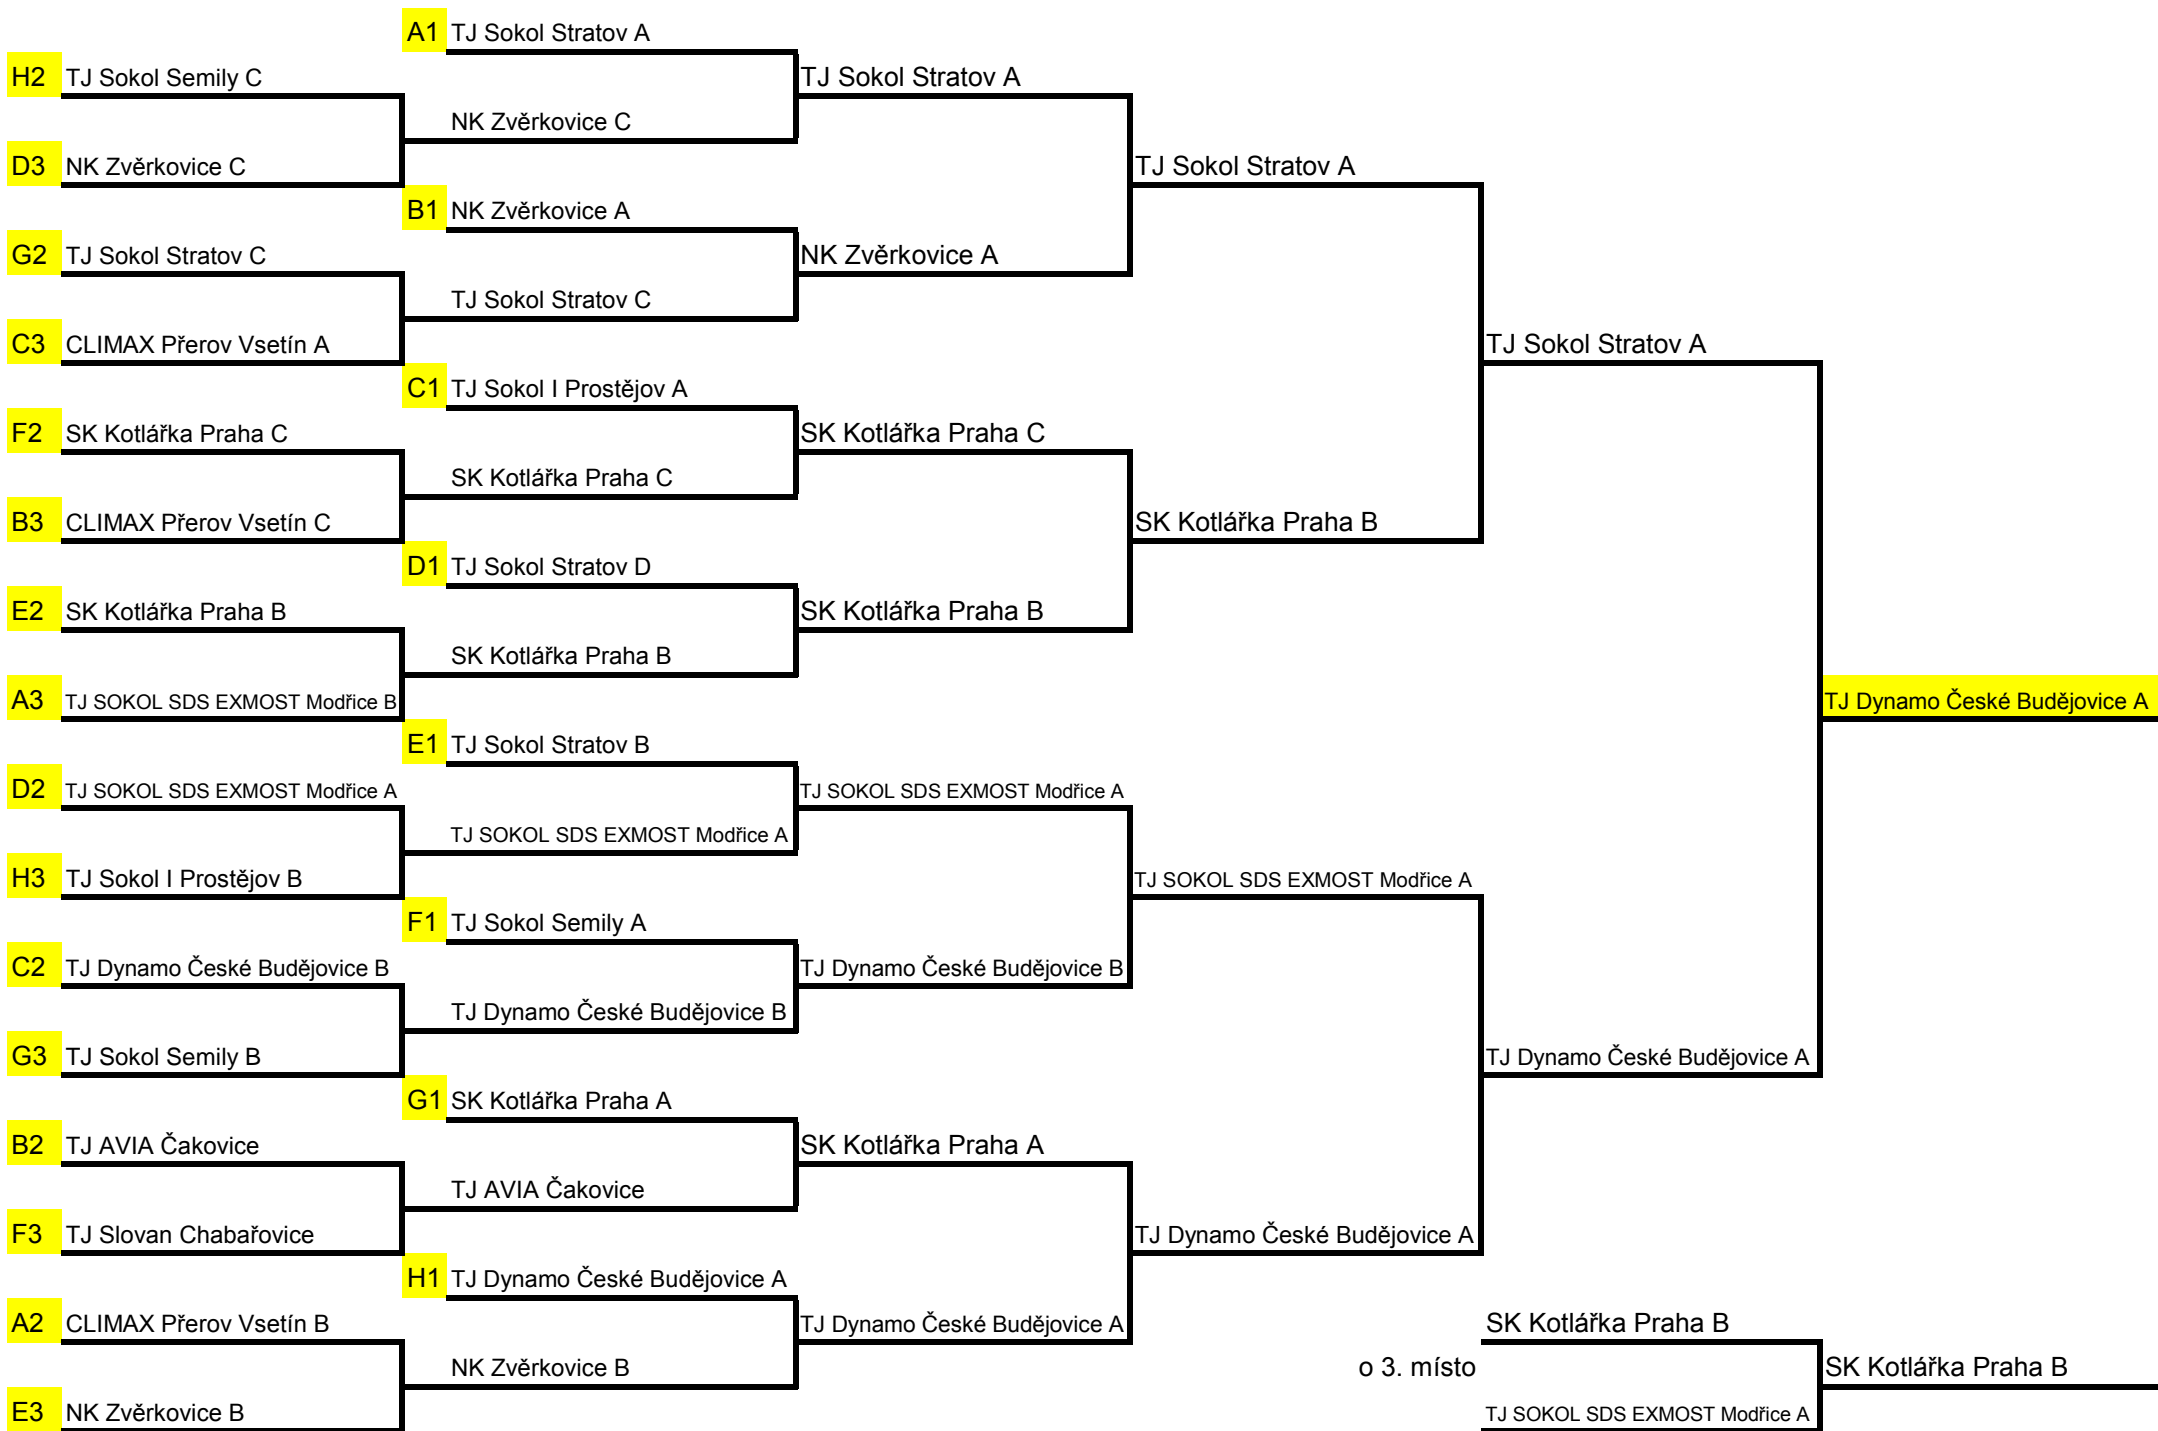 A1 TJ Sokol Stratov A
H2 TJ Sokol Semily C
TJ Sokol Stratov A
NK Zvěrkovice C
D3 NK Zvěrkovice C
TJ Sokol Stratov A
B1 NK Zvěrkovice A
G2 TJ Sokol Stratov C
NK Zvěrkovice A
TJ Sokol Stratov C
C3 CLIMAX Přerov Vsetín A
TJ Sokol Stratov A
C1 TJ Sokol I Prostějov A
F2 SK Kotlářka Praha C
SK Kotlářka Praha C
SK Kotlářka Praha C
B3 CLIMAX Přerov Vsetín C
SK Kotlářka Praha B
D1 TJ Sokol Stratov D
E2 SK Kotlářka Praha B
SK Kotlářka Praha B
SK Kotlářka Praha B
A3 TJ SOKOL SDS EXMOST Modřice B
TJ Dynamo České Budějovice A
E1 TJ Sokol Stratov B
D2 TJ SOKOL SDS EXMOST Modřice A
TJ SOKOL SDS EXMOST Modřice A
TJ SOKOL SDS EXMOST Modřice A
H3 TJ Sokol I Prostějov B
TJ SOKOL SDS EXMOST Modřice A
F1 TJ Sokol Semily A
C2 TJ Dynamo České Budějovice B
TJ Dynamo České Budějovice B
TJ Dynamo České Budějovice B
G3 TJ Sokol Semily B
TJ Dynamo České Budějovice A
G1 SK Kotlářka Praha A
B2 TJ AVIA Čakovice
SK Kotlářka Praha A
TJ AVIA Čakovice
F3 TJ Slovan Chabařovice
TJ Dynamo České Budějovice A
H1 TJ Dynamo České Budějovice A
A2 CLIMAX Přerov Vsetín B
TJ Dynamo České Budějovice A
SK Kotlářka Praha B
NK Zvěrkovice B
o 3. místo
SK Kotlářka Praha B
E3 NK Zvěrkovice B
TJ SOKOL SDS EXMOST Modřice A